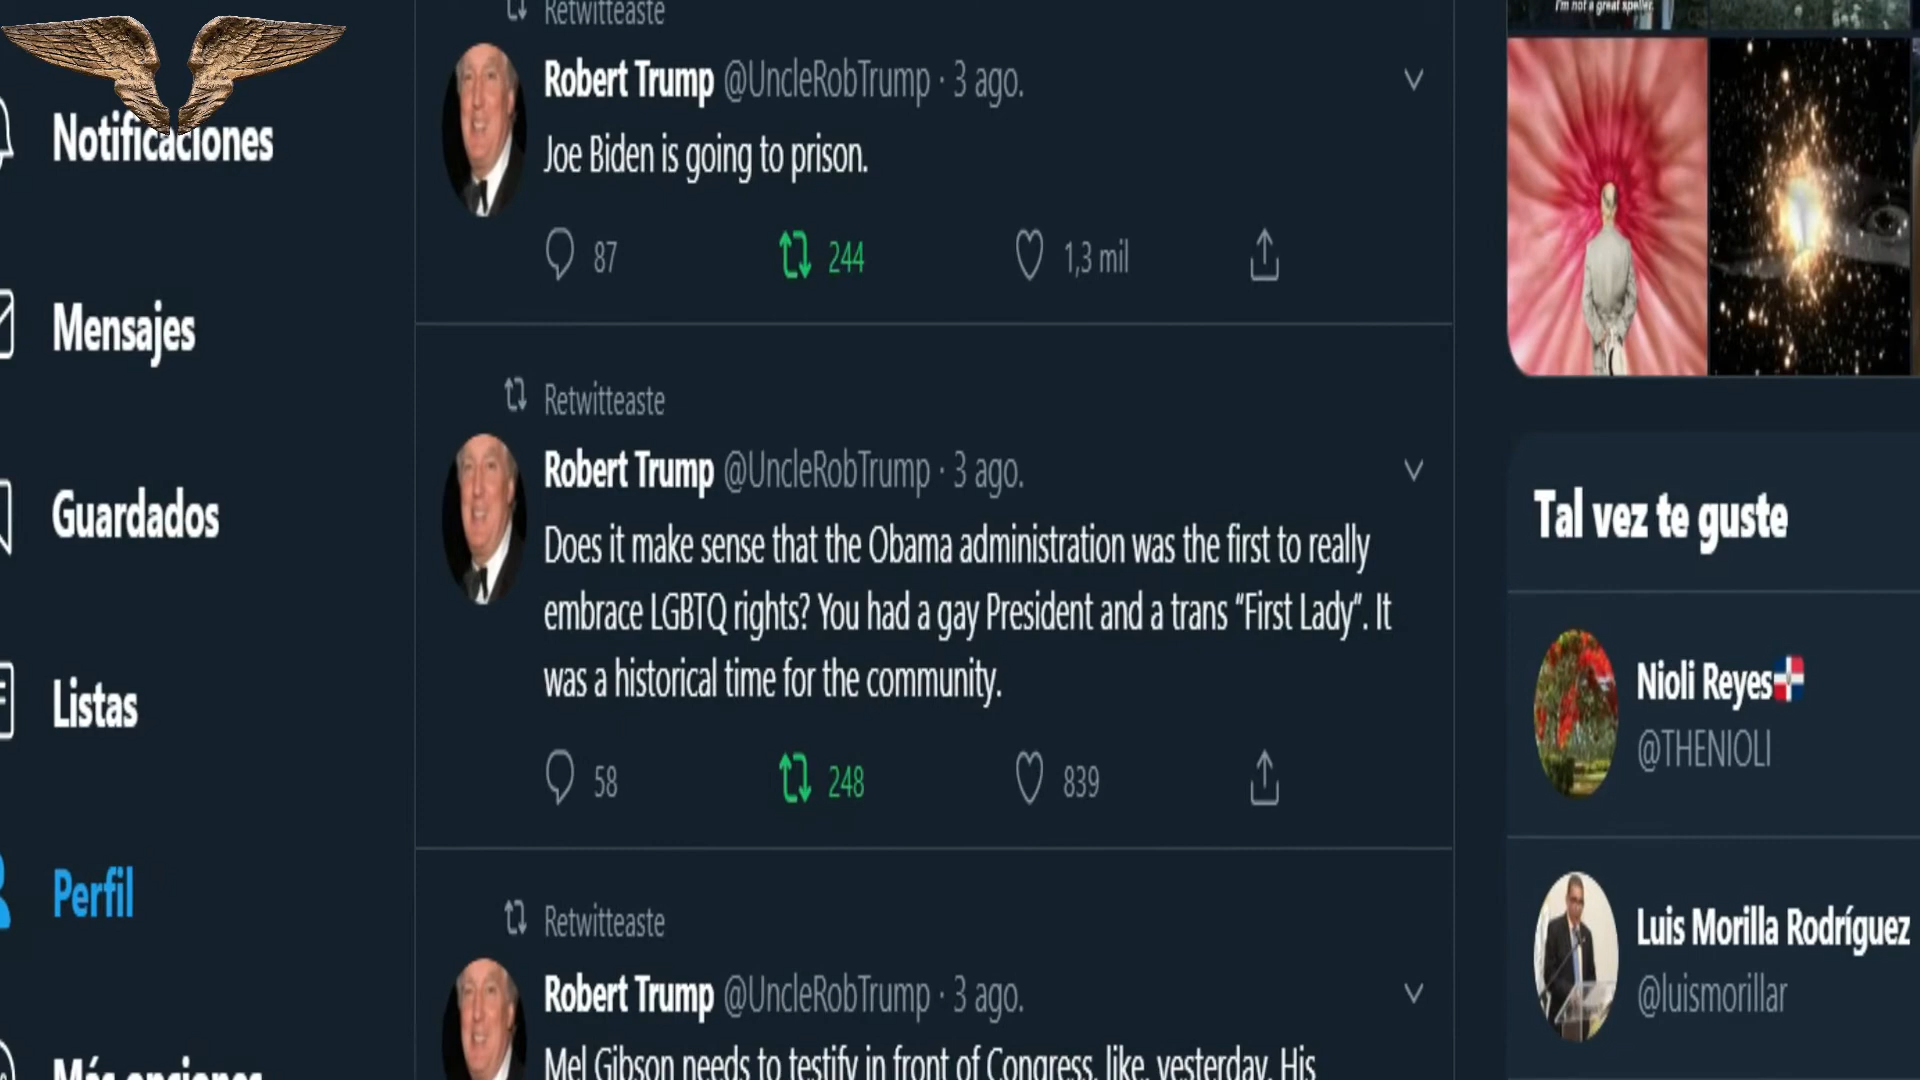 I'm not a great speller.
Retwitteaste
Robert Trump @UncleRobTrump · 3 ago.
Joe Biden is going to prison.
87 244 1,3 mil
Notificaciones
Mensajes
Guardados
Listas
Perfil
Más opciones
Retwitteaste
Robert Trump @UncleRobTrump · 3 ago.
Does it make sense that the Obama administration was the first to really
embrace LGBTQ rights? You had a gay President and a trans “First Lady”. It
was a historical time for the community.
58 248 839
Retwitteaste
Robert Trump @UncleRobTrump · 3 ago.
Mel Gibson needs to testify in front of Congress, like, yesterday. His
Tal vez te guste
Nioli Reyes
@THENIOLI
Luis Morilla Rodríguez
@luismorillar